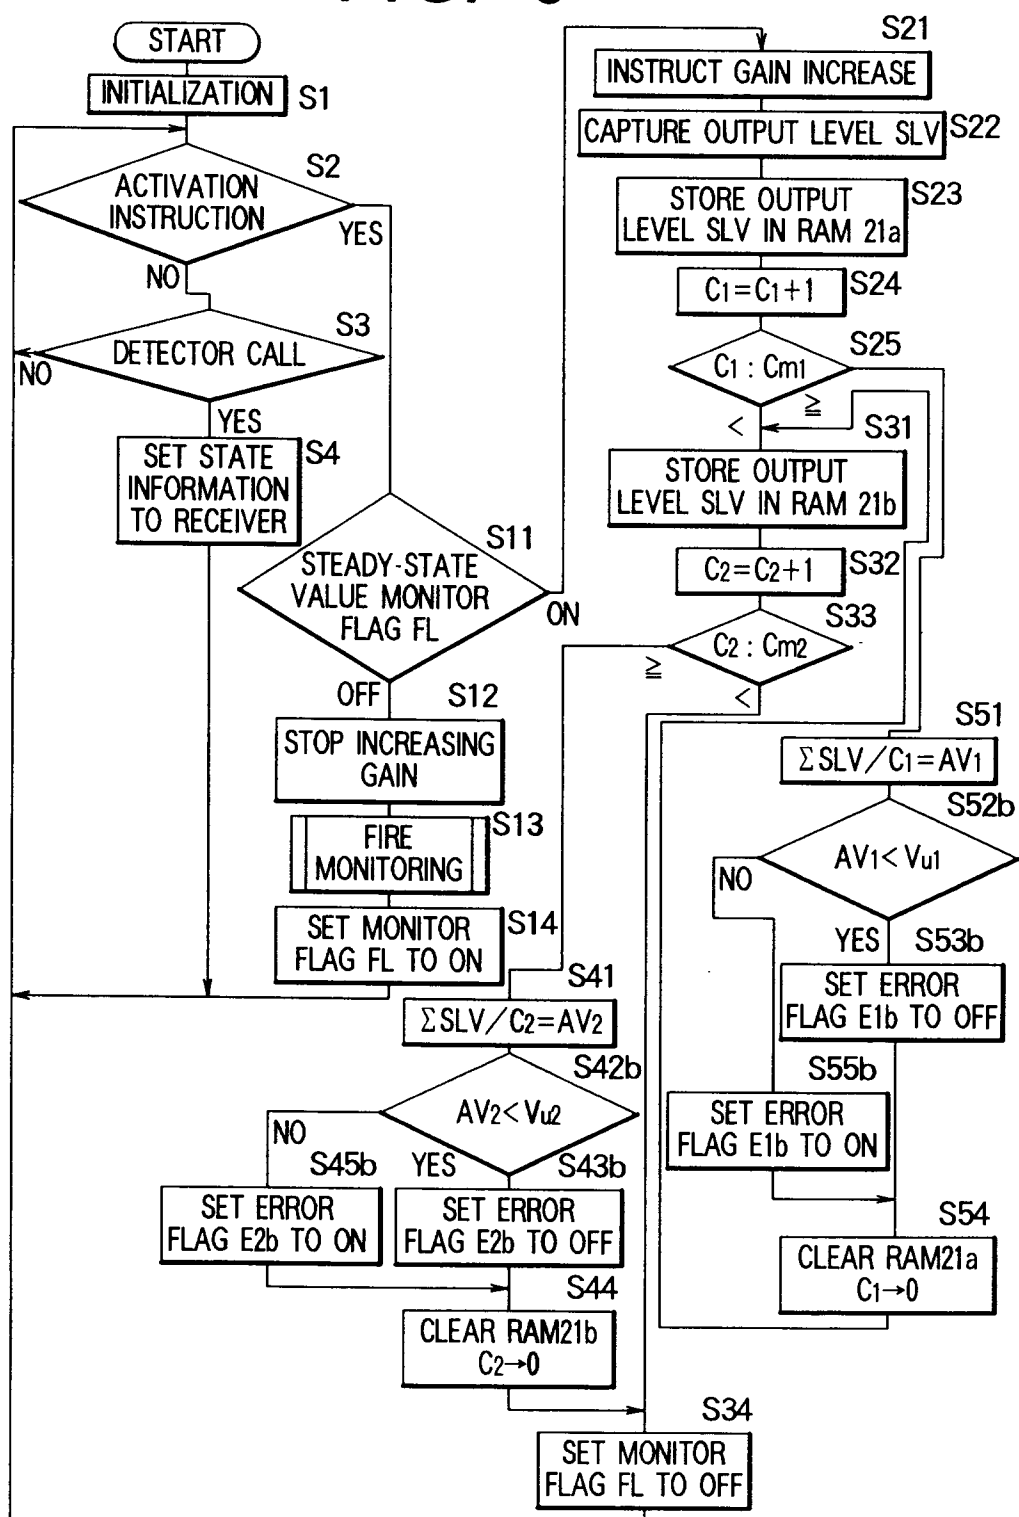 START
INITIALIZATION S1
S2
ACTIVATION
INSTRUCTION
YES
NO
S3
DETECTOR CALL
NO
YES
S4
SET STATE
INFORMATION
TO RECEIVER
S11
STEADY-STATE
VALUE MONITOR
FLAG FL
ON
OFF
S12
STOP INCREASING
GAIN
S13
FIRE
MONITORING
S14
SET MONITOR
FLAG FL TO ON
S21
INSTRUCT GAIN INCREASE
S22
CAPTURE OUTPUT LEVEL SLV
S23
STORE OUTPUT
LEVEL SLV IN RAM 21a
S24
C1=C1+1
S25
C1 : Cm1
≧
<
S31
STORE OUTPUT
LEVEL SLV IN RAM 21b
S32
C2=C2+1
S33
C2 : Cm2
≧
<
S41
ΣSLV/C2=AV2
S42b
AV2<Vu2
NO
YES
S45b
SET ERROR
FLAG E2b TO ON
S43b
SET ERROR
FLAG E2b TO OFF
S44
CLEAR RAM21b
C2→0
S51
ΣSLV/C1=AV1
S52b
AV1<Vu1
NO
YES
S53b
SET ERROR
FLAG E1b TO OFF
S55b
SET ERROR
FLAG E1b TO ON
S54
CLEAR RAM21a
C1→0
S34
SET MONITOR
FLAG FL TO OFF